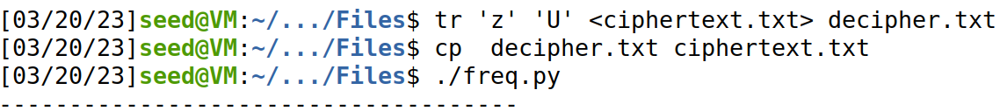 [03/20/23]seed@VM:~/.../Files$ tr 'z' 'U' <ciphertext.txt> decipher.txt
[03/20/23]seed@VM:~/.../Files$ cp  decipher.txt ciphertext.txt
[03/20/23]seed@VM:~/.../Files$ ./freq.py
-------------------------------------